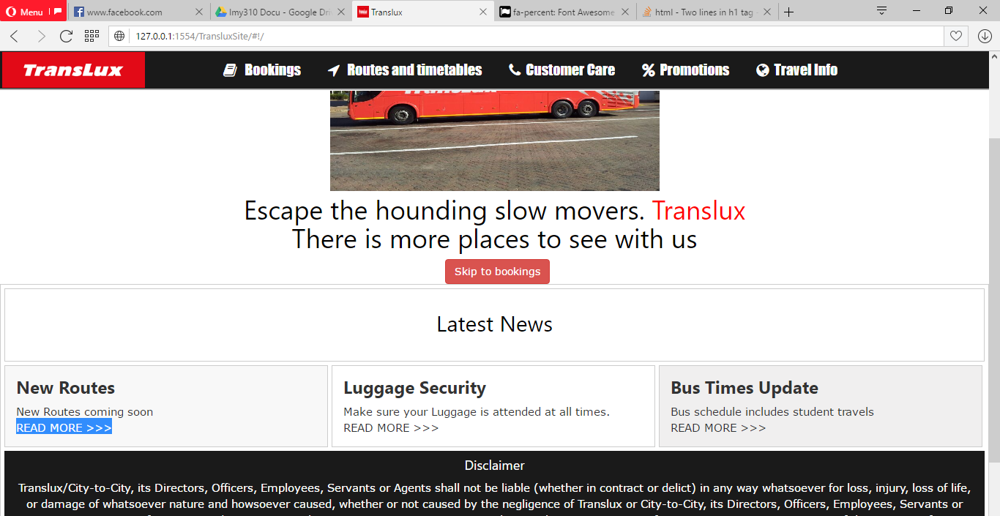 Menu
www.facebook.com
Imy310 Docu - Google Dri
Translux
fa-percent: Font Awesome
html - Two lines in h1 tag
127.0.0.1:1554/TransluxSite/#!/
TransLux
Bookings
Routes and timetables
Customer Care
Promotions
Travel Info
Escape the hounding slow movers. Translux
There is more places to see with us
Skip to bookings
Latest News
New Routes
New Routes coming soon
READ MORE >>>
Luggage Security
Make sure your Luggage is attended at all times.
READ MORE >>>
Bus Times Update
Bus schedule includes student travels
READ MORE >>>
Disclaimer
Translux/City-to-City, its Directors, Officers, Employees, Servants or Agents shall not be liable (whether in contract or delict) in any way whatsoever for loss, injury, loss of life,
or damage of whatsoever nature and howsoever caused, whether or not caused by the negligence of Translux or City-to-City, its Directors, Officers, Employees, Servants or